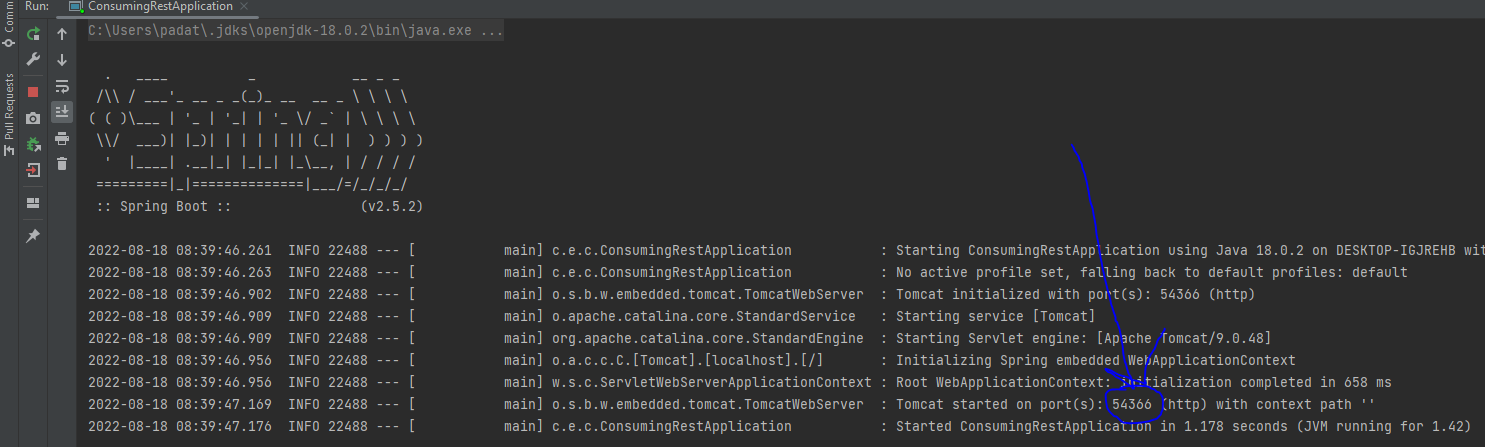 Run: ConsumingRestApplication
Comm
Pull Requests
C:\Users\padat\.jdks\openjdk-18.0.2\bin\java.exe ...
  .   ____          _            __ _ _
 /\\ / ___'_ __ _ _(_)_ __  __ _ \ \ \ \
( ( )\___ | '_ | '_| | '_ \/ _` | \ \ \ \
 \\/  ___)| |_)| | | | | || (_| |  ) ) ) )
  '  |____| .__|_| |_|_| |_\__, | / / / /
 =========|_|==============|___/=/_/_/_/
 :: Spring Boot ::                (v2.5.2)
2022-08-18 08:39:46.261  INFO 22488 --- [           main] c.e.c.ConsumingRestApplication           : Starting ConsumingRestApplication using Java 18.0.2 on DESKTOP-IGJREHB wit
2022-08-18 08:39:46.263  INFO 22488 --- [           main] c.e.c.ConsumingRestApplication           : No active profile set, falling back to default profiles: default
2022-08-18 08:39:46.902  INFO 22488 --- [           main] o.s.b.w.embedded.tomcat.TomcatWebServer  : Tomcat initialized with port(s): 54366 (http)
2022-08-18 08:39:46.909  INFO 22488 --- [           main] o.apache.catalina.core.StandardService   : Starting service [Tomcat]
2022-08-18 08:39:46.909  INFO 22488 --- [           main] org.apache.catalina.core.StandardEngine  : Starting Servlet engine: [Apache Tomcat/9.0.48]
2022-08-18 08:39:46.956  INFO 22488 --- [           main] o.a.c.c.C.[Tomcat].[localhost].[/]       : Initializing Spring embedded WebApplicationContext
2022-08-18 08:39:46.956  INFO 22488 --- [           main] w.s.c.ServletWebServerApplicationContext : Root WebApplicationContext: initialization completed in 658 ms
2022-08-18 08:39:47.169  INFO 22488 --- [           main] o.s.b.w.embedded.tomcat.TomcatWebServer  : Tomcat started on port(s): 54366 (http) with context path ''
2022-08-18 08:39:47.176  INFO 22488 --- [           main] c.e.c.ConsumingRestApplication           : Started ConsumingRestApplication in 1.178 seconds (JVM running for 1.42)